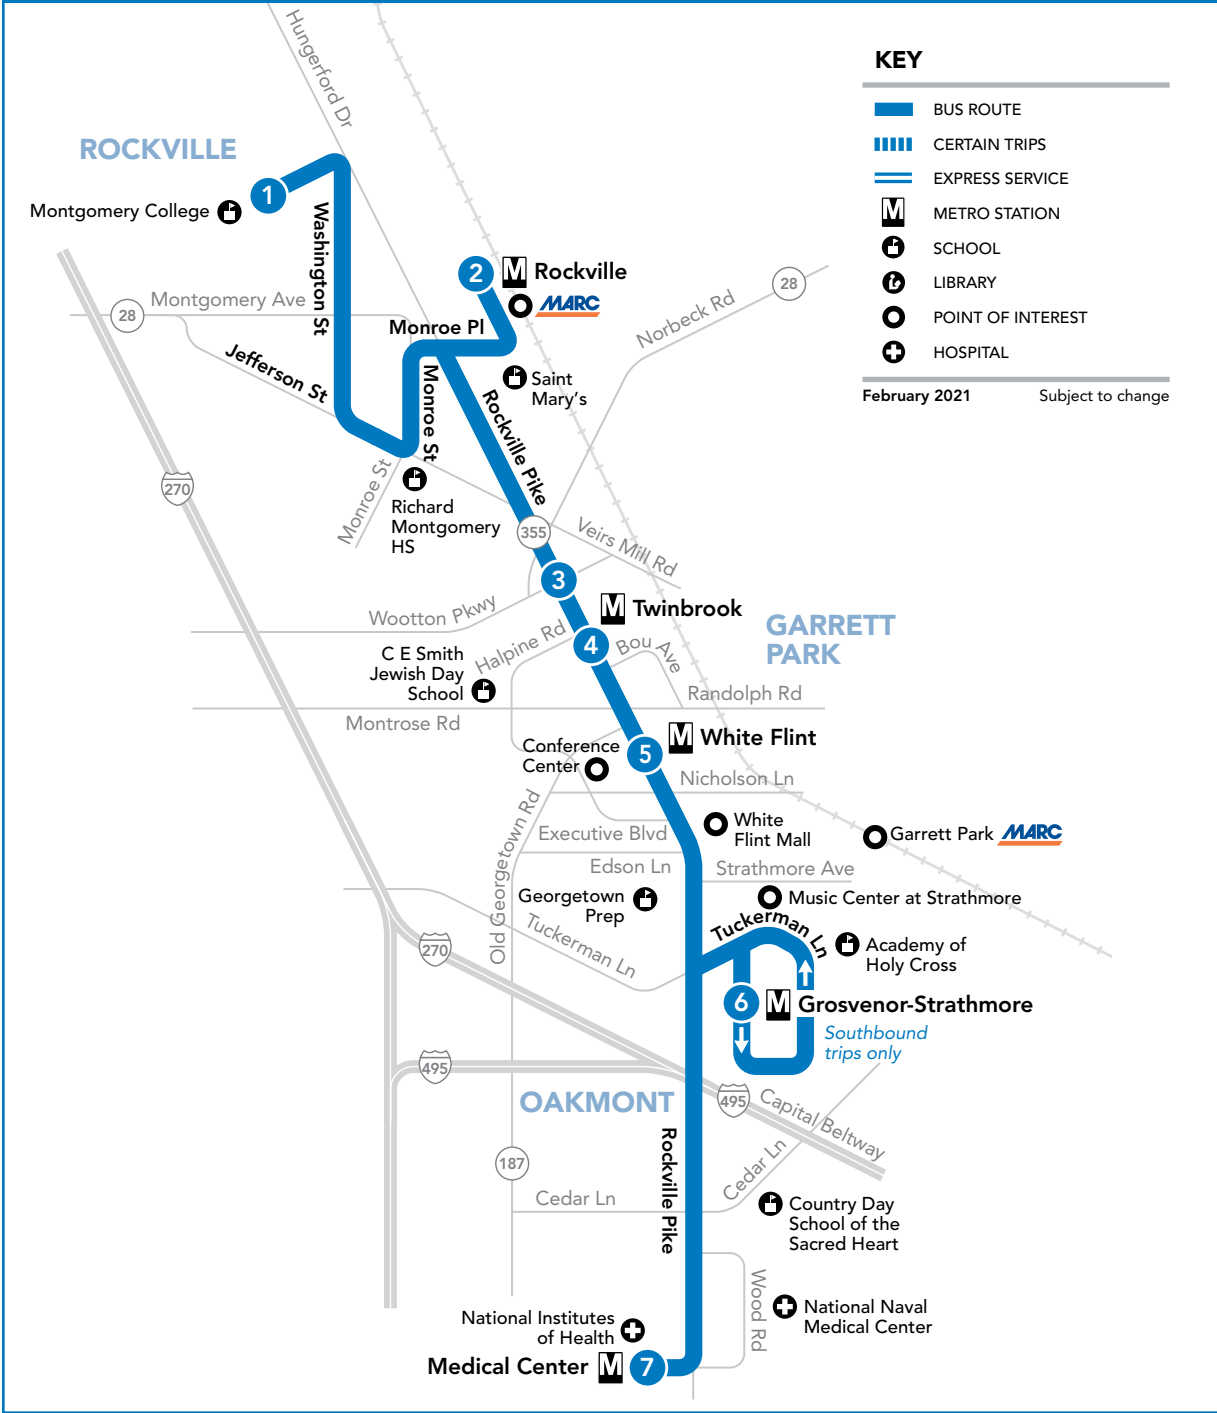 Hungerford Dr
KEY
BUS ROUTE
CERTAIN TRIPS
EXPRESS SERVICE
M METRO STATION
SCHOOL
LIBRARY
POINT OF INTEREST
HOSPITAL
February 2021 Subject to change
ROCKVILLE
1
Montgomery College
Washington St
2 M Rockville
MARC
28
Montgomery Ave
28
Norbeck Rd
Monroe Pl
Jefferson St
Monroe St
Saint
Mary's
Rockville Pike
270
Monroe St
Richard
Montgomery
HS
355
Veirs Mill Rd
3
Wootton Pkwy
M Twinbrook
GARRETT
PARK
4
Halpine Rd
Bou Ave
C E Smith
Jewish Day
School
Randolph Rd
Montrose Rd
M White Flint
5
Conference
Center
Nicholson Ln
Old Georgetown Rd
Executive Blvd
White
Flint Mall
Garrett Park MARC
Edson Ln
Strathmore Ave
Georgetown
Prep
Music Center at Strathmore
Tuckerman Ln
Tuckerman Ln
Academy of
Holy Cross
270
6 M Grosvenor-Strathmore
Southbound
trips only
495
OAKMONT
495
Capital Beltway
Rockville Pike
187
Cedar Ln
Cedar Ln
Country Day
School of the
Sacred Heart
Wood Rd
National Naval
Medical Center
National Institutes
of Health
Medical Center M 7